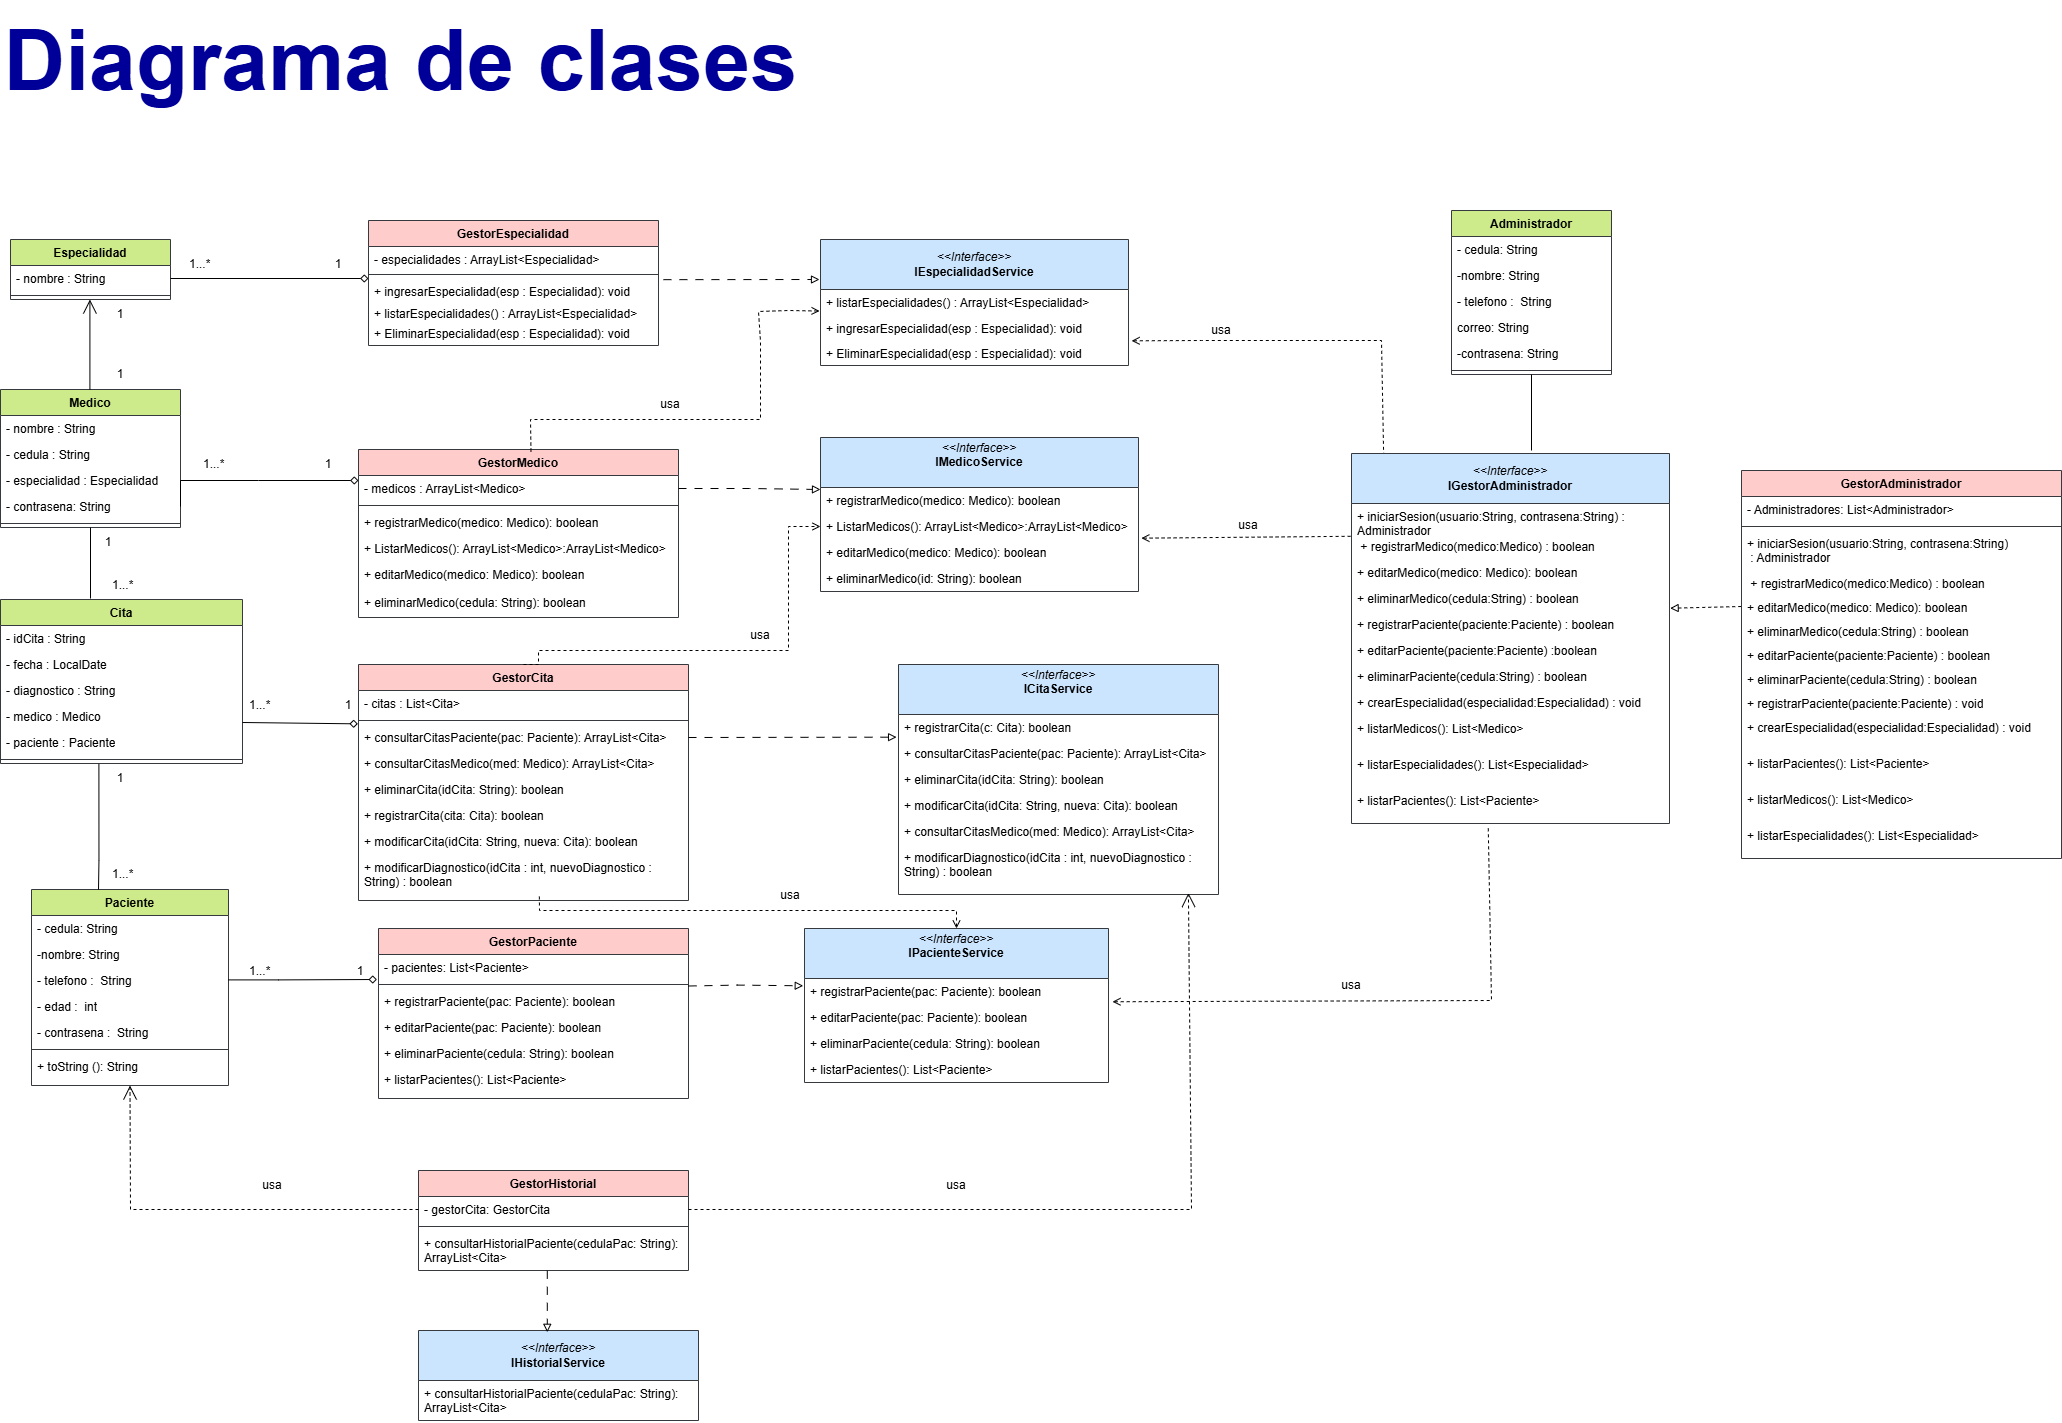 Diagrama de clases
Especialidad
- nombre : String
1...*
1
GestorEspecialidad
- especialidades : ArrayList<Especialidad>
+ ingresarEspecialidad(esp : Especialidad): void
+ listarEspecialidades() : ArrayList<Especialidad>
+ EliminarEspecialidad(esp : Especialidad): void
<<Interface>>
IEspecialidadService
+ listarEspecialidades() : ArrayList<Especialidad>
+ ingresarEspecialidad(esp : Especialidad): void
+ EliminarEspecialidad(esp : Especialidad): void
usa
Administrador
- cedula: String
-nombre: String
- telefono :  String
correo: String
-contrasena: String
1
1
usa
Medico
- nombre : String
- cedula : String
- especialidad : Especialidad
- contrasena: String
1...*
1
GestorMedico
- medicos : ArrayList<Medico>
+ registrarMedico(medico: Medico): boolean
+ ListarMedicos(): ArrayList<Medico>:ArrayList<Medico>
+ editarMedico(medico: Medico): boolean
+ eliminarMedico(cedula: String): boolean
<<Interface>>
IMedicoService
+ registrarMedico(medico: Medico): boolean
+ ListarMedicos(): ArrayList<Medico>:ArrayList<Medico>
+ editarMedico(medico: Medico): boolean
+ eliminarMedico(id: String): boolean
usa
<<Interface>>
IGestorAdministrador
+ iniciarSesion(usuario:String, contrasena:String) :
Administrador
+ registrarMedico(medico:Medico) : boolean
+ editarMedico(medico: Medico): boolean
+ eliminarMedico(cedula:String) : boolean
+ registrarPaciente(paciente:Paciente) : boolean
+ editarPaciente(paciente:Paciente) :boolean
+ eliminarPaciente(cedula:String) : boolean
+ crearEspecialidad(especialidad:Especialidad) : void
+ listarMedicos(): List<Medico>
+ listarEspecialidades(): List<Especialidad>
+ listarPacientes(): List<Paciente>
GestorAdministrador
- Administradores: List<Administrador>
+ iniciarSesion(usuario:String, contrasena:String)
: Administrador
+ registrarMedico(medico:Medico) : boolean
+ editarMedico(medico: Medico): boolean
+ eliminarMedico(cedula:String) : boolean
+ editarPaciente(paciente:Paciente) : boolean
+ eliminarPaciente(cedula:String) : boolean
+ registrarPaciente(paciente:Paciente) : void
+ crearEspecialidad(especialidad:Especialidad) : void
+ listarPacientes(): List<Paciente>
+ listarMedicos(): List<Medico>
+ listarEspecialidades(): List<Especialidad>
1
1...*
usa
Cita
- idCita : String
- fecha : LocalDate
- diagnostico : String
- medico : Medico
- paciente : Paciente
1...*
1
GestorCita
- citas : List<Cita>
+ consultarCitasPaciente(pac: Paciente): ArrayList<Cita>
+ consultarCitasMedico(med: Medico): ArrayList<Cita>
+ eliminarCita(idCita: String): boolean
+ registrarCita(cita: Cita): boolean
+ modificarCita(idCita: String, nueva: Cita): boolean
+ modificarDiagnostico(idCita : int, nuevoDiagnostico :
String) : boolean
<<Interface>>
ICitaService
+ registrarCita(c: Cita): boolean
+ consultarCitasPaciente(pac: Paciente): ArrayList<Cita>
+ eliminarCita(idCita: String): boolean
+ modificarCita(idCita: String, nueva: Cita): boolean
+ consultarCitasMedico(med: Medico): ArrayList<Cita>
+ modificarDiagnostico(idCita : int, nuevoDiagnostico :
String) : boolean
1
1...*
usa
Paciente
- cedula: String
-nombre: String
- telefono :  String
- edad :  int
- contrasena :  String
+ toString (): String
1...*
1
GestorPaciente
- pacientes: List<Paciente>
+ registrarPaciente(pac: Paciente): boolean
+ editarPaciente(pac: Paciente): boolean
+ eliminarPaciente(cedula: String): boolean
+ listarPacientes(): List<Paciente>
<<Interface>>
IPacienteService
+ registrarPaciente(pac: Paciente): boolean
+ editarPaciente(pac: Paciente): boolean
+ eliminarPaciente(cedula: String): boolean
+ listarPacientes(): List<Paciente>
usa
usa
GestorHistorial
- gestorCita: GestorCita
+ consultarHistorialPaciente(cedulaPac: String):
ArrayList<Cita>
usa
<<Interface>>
IHistorialService
+ consultarHistorialPaciente(cedulaPac: String):
ArrayList<Cita>